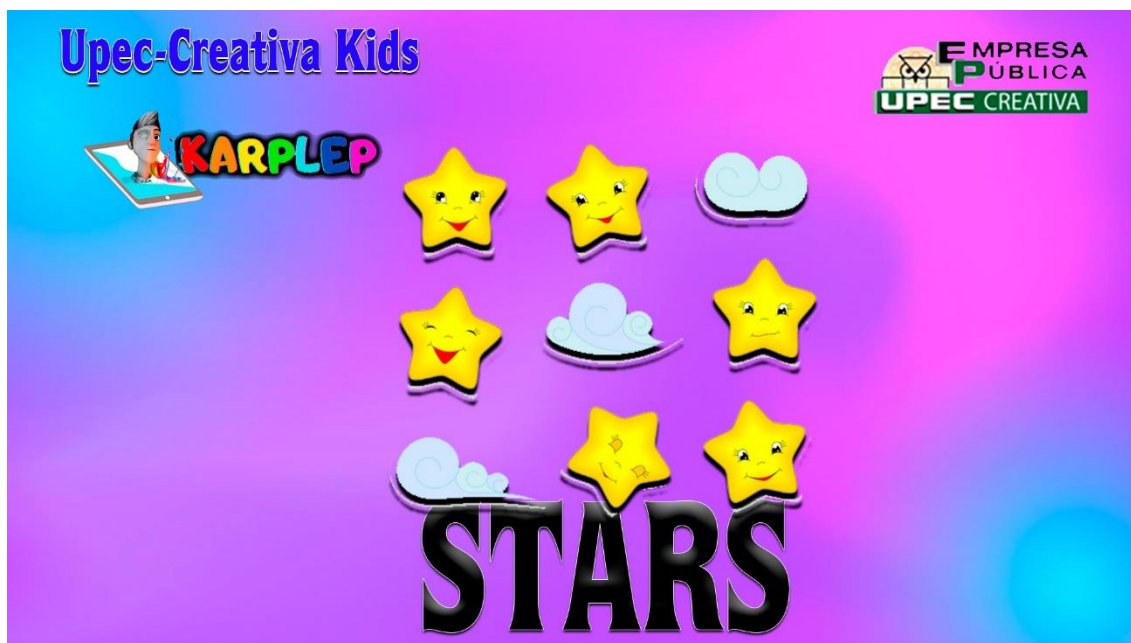 Upec-Creativa Kids
EMPRESA
PÚBLICA
UPEC CREATIVA
KARPLEP
STARS